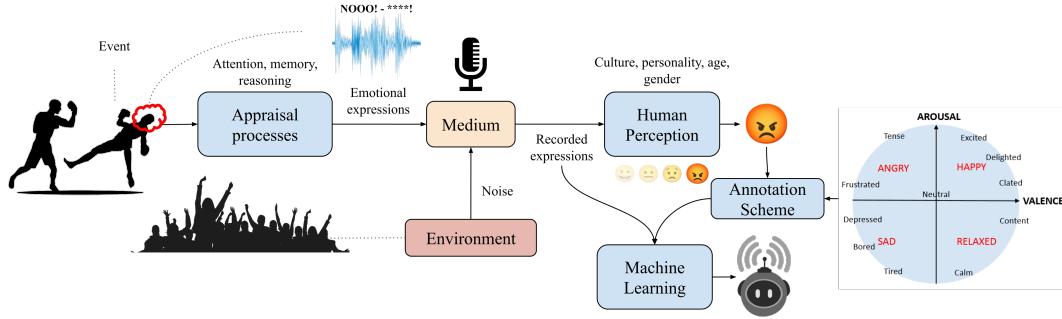 NOOO! - ****!
Event
Attention, memory,
reasoning
Appraisal
processes
Emotional
expressions
Medium
Noise
Environment
Culture, personality, age,
gender
Human
Perception
Recorded
expressions
Annotation
Scheme
Machine
Learning
AROUSAL
Tense
Excited
Delighted
ANGRY
HAPPY
Frustrated
Clated
Neutral
VALENCE
Depressed
Content
Bored
SAD
RELAXED
Tired
Calm